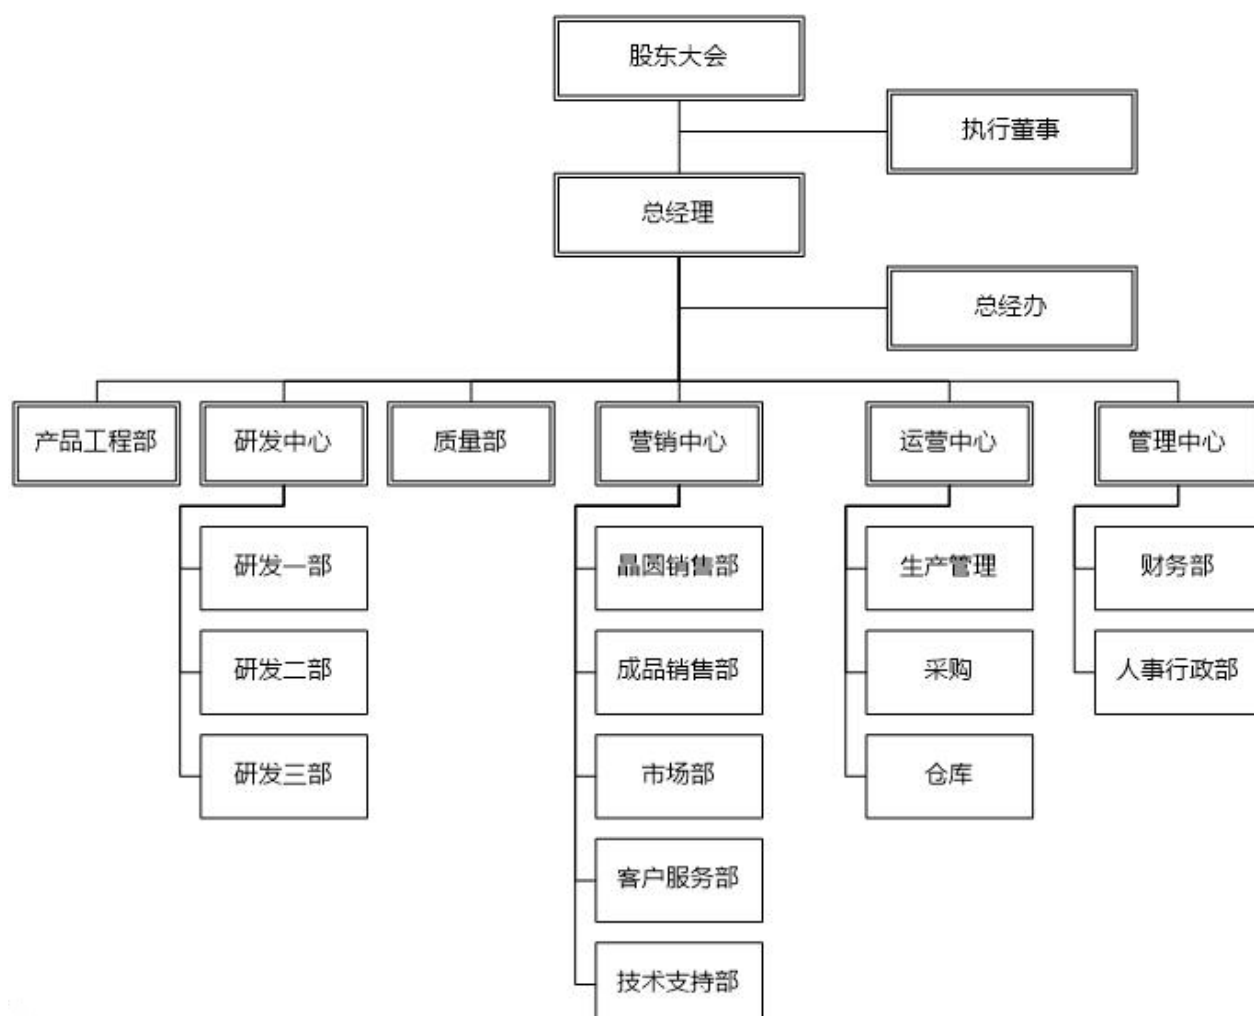 股东大会
执行董事
总经理
总经办
产品工程部
研发中心
质量部
营销中心
运营中心
管理中心
研发一部
晶圆销售部
生产管理
财务部
研发二部
成品销售部
采购
人事行政部
研发三部
市场部
仓库
客户服务部
技术支持部